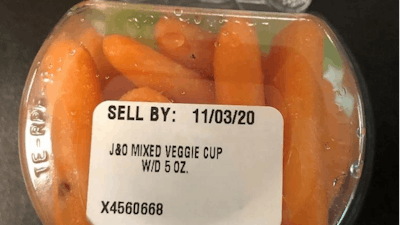 SELL BY: 11/03/20
J&O MIXED VEGGIE CUP
W/D 5 OZ.
X4560668